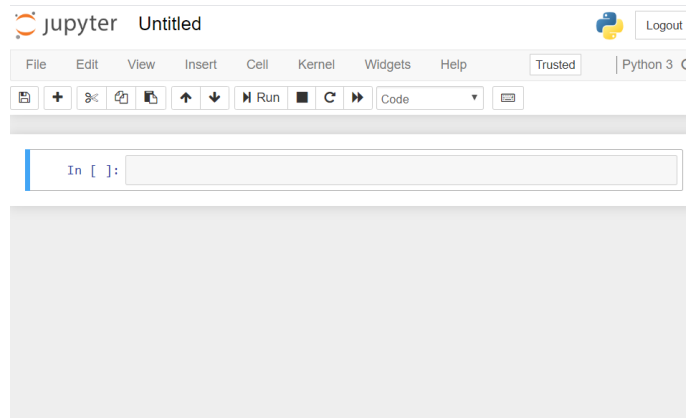 jupyter Untitled Logout
File Edit View Insert Cell Kernel Widgets Help Trusted Python 3
Run Code
In [ ]: